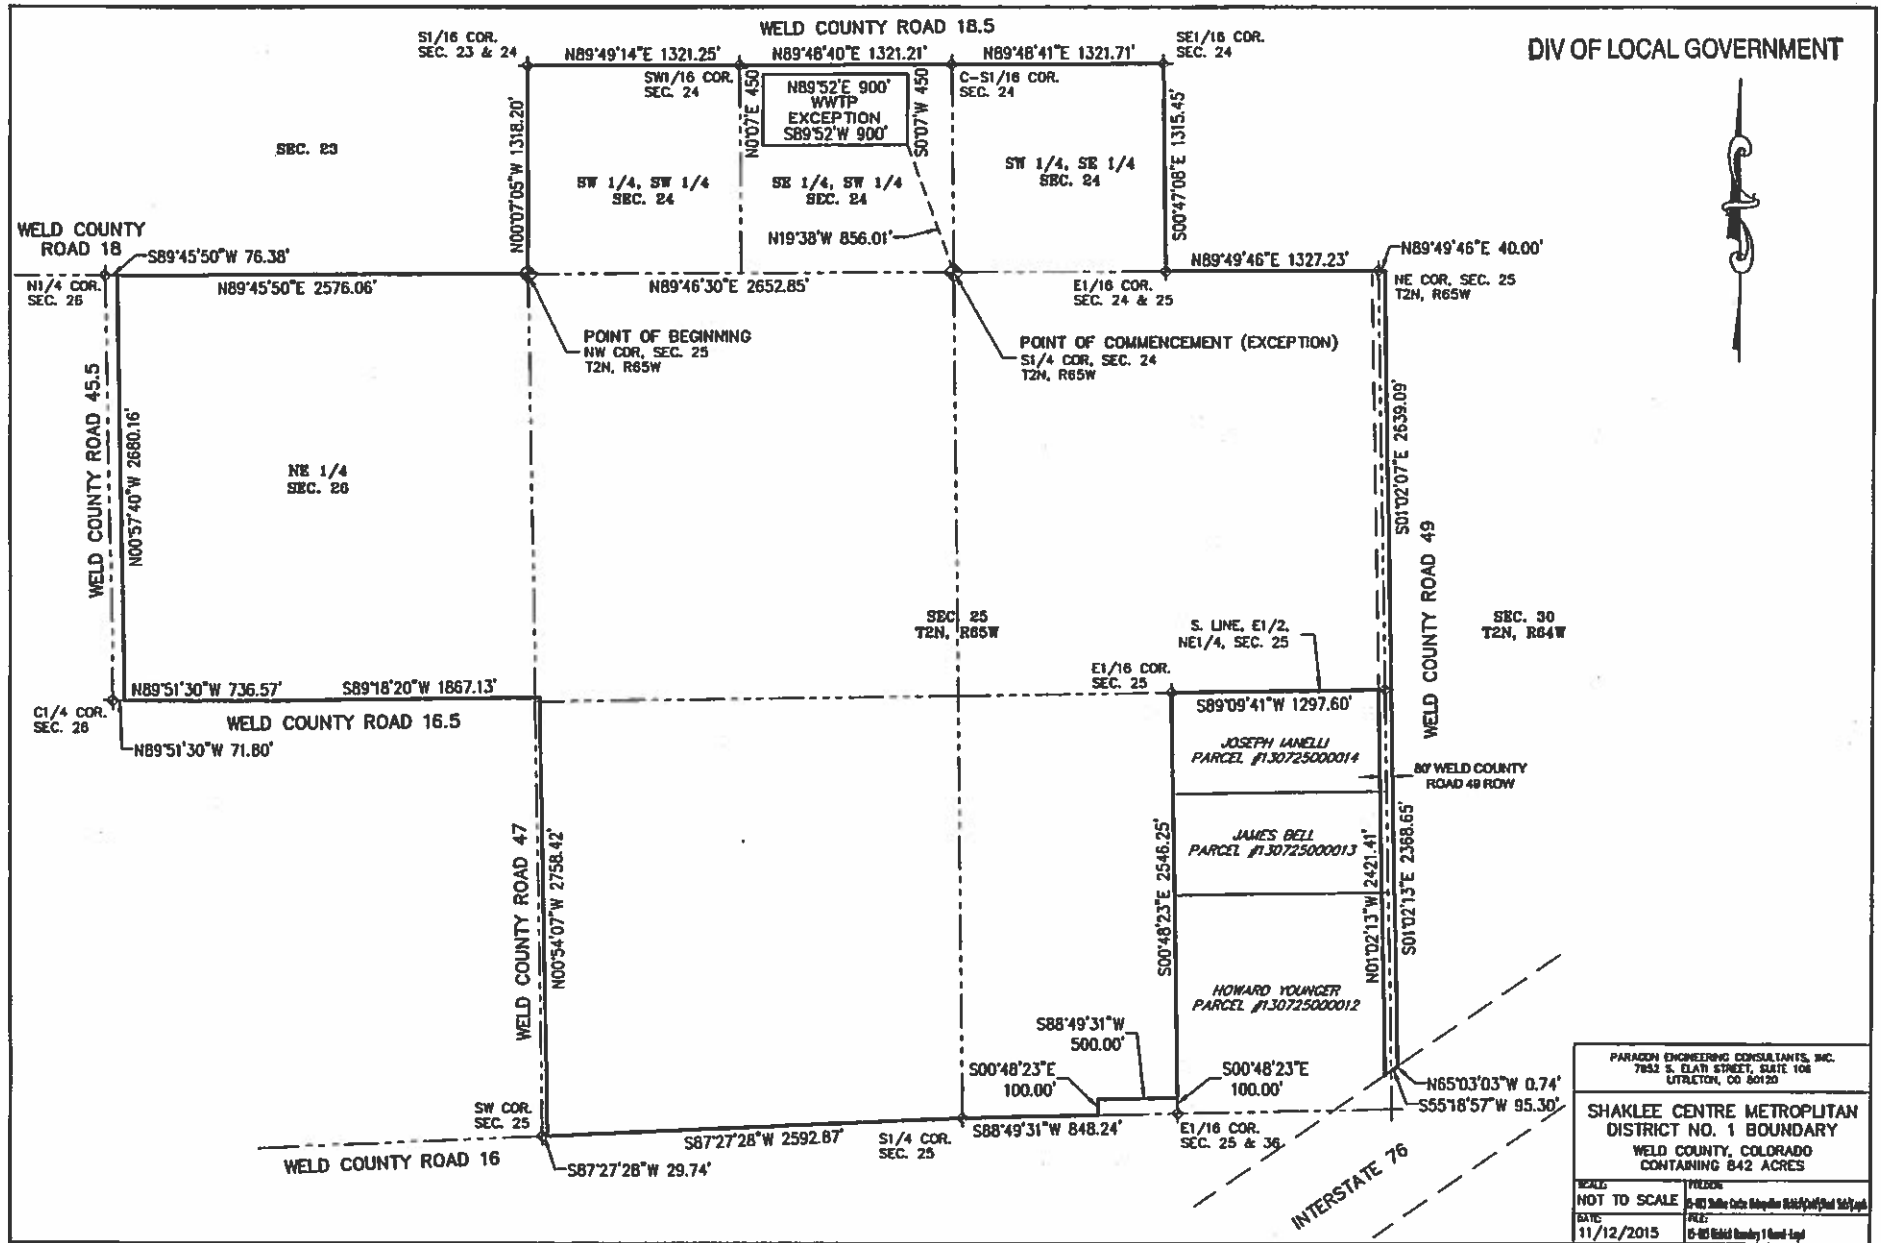 WELD COUNTY ROAD 18.5
DIV OF LOCAL GOVERNMENT
S1/16 COR.
SEC. 23 & 24
N89°49'14"E 1321.25'
N89°48'40"E 1321.21'
N89°48'41"E 1321.71'
SE1/16 COR.
SEC. 24
SW1/16 COR.
SEC. 24
C-S1/16 COR.
SEC. 24
N0°07'E 450
N89°52'E 900'
WWTP
EXCEPTION
S89°52'W 900'
S0°07'W 450
N00°07'05"W 1318.20'
S00°47'08"E 1315.45'
SEC. 23
SW 1/4, SW 1/4
SEC. 24
SE 1/4, SW 1/4
SEC. 24
SW 1/4, SE 1/4
SEC. 24
N19°38'W 856.01'
WELD COUNTY
ROAD 18
S89°45'50"W 76.38'
N1/4 COR.
SEC. 26
N89°45'50"E 2576.06'
N89°46'30"E 2652.85'
E1/16 COR.
SEC. 24 & 25
N89°49'46"E 1327.23'
N89°49'46"E 40.00'
NE COR, SEC. 25
T2N, R65W
POINT OF BEGINNING
NW COR, SEC. 25
T2N, R65W
POINT OF COMMENCEMENT (EXCEPTION)
S1/4 COR, SEC. 24
T2N, R65W
WELD COUNTY ROAD 45.5
N00°57'40"W 2680.16'
NE 1/4
SEC. 26
S01°02'07"E 2639.09'
WELD COUNTY ROAD 49
SEC. 25
T2N, R65W
S. LINE, E1/2,
NE1/4, SEC. 25
SEC. 30
T2N, R64W
E1/16 COR.
SEC. 25
N89°51'30"W 736.57'
S89°18'20"W 1867.13'
C1/4 COR.
SEC. 26
WELD COUNTY ROAD 16.5
N89°51'30"W 71.80'
S89°09'41"W 1297.60'
JOSEPH IANELLI
PARCEL #130725000014
80' WELD COUNTY
ROAD 49 ROW
JAMES BELL
PARCEL #130725000013
HOWARD YOUNGER
PARCEL #130725000012
WELD COUNTY ROAD 47
N00°54'07"W 2758.42'
S00°48'23"E 2546.25'
N01°02'13"W 2421.41'
S01°02'13"E 2368.65'
S88°49'31"W
500.00'
S00°48'23"E
100.00'
S00°48'23"E
100.00'
N65°03'03"W 0.74'
S55°18'57"W 95.30'
SW COR.
SEC. 25
S87°27'28"W 2592.87'
S1/4 COR.
SEC. 25
S88°49'31"W 848.24'
E1/16 COR.
SEC. 25 & 36
WELD COUNTY ROAD 16
S87°27'28"W 29.74'
INTERSTATE 76
PARAGON ENGINEERING CONSULTANTS, INC.
7852 S. ELATI STREET, SUITE 106
LITTLETON, CO 80120
SHAKLEE CENTRE METROPLITAN
DISTRICT NO. 1 BOUNDARY
WELD COUNTY, COLORADO
CONTAINING 842 ACRES
SCALE:
NOT TO SCALE
DATE:
11/12/2015
FILE: